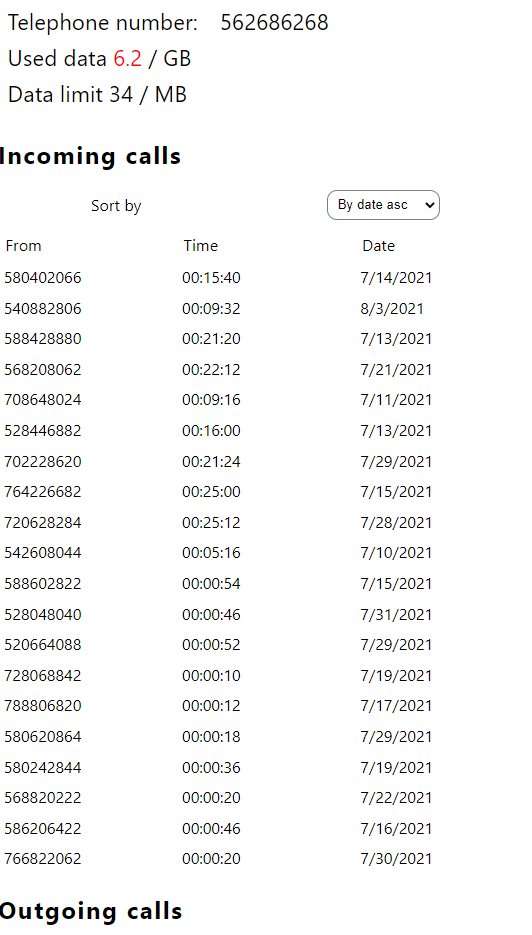 Telephone number: 562686268
Used data 6.2 / GB
Data limit 34 / MB
Incoming calls
Sort by By date asc
From Time Date
580402066 00:15:40 7/14/2021
540882806 00:09:32 8/3/2021
588428880 00:21:20 7/13/2021
568208062 00:22:12 7/21/2021
708648024 00:09:16 7/11/2021
528446882 00:16:00 7/13/2021
702228620 00:21:24 7/29/2021
764226682 00:25:00 7/15/2021
720628284 00:25:12 7/28/2021
542608044 00:05:16 7/10/2021
588602822 00:00:54 7/15/2021
528048040 00:00:46 7/31/2021
520664088 00:00:52 7/29/2021
728068842 00:00:10 7/19/2021
788806820 00:00:12 7/17/2021
580620864 00:00:18 7/29/2021
580242844 00:00:36 7/19/2021
568820222 00:00:20 7/22/2021
586206422 00:00:46 7/16/2021
766822062 00:00:20 7/30/2021
Outgoing calls